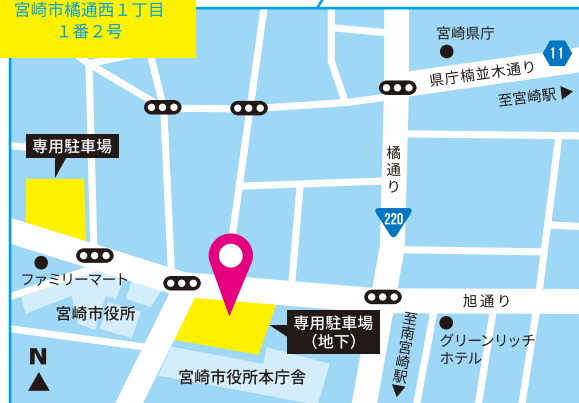 宮崎市橘通西１丁目
１番２号
宮崎県庁
11
県庁楠並木通り
至宮崎駅
専用駐車場
橘通り
220
ファミリーマート
宮崎市役所
旭通り
専用駐車場
（地下）
至南宮崎駅
グリーンリッチ
ホテル
N
宮崎市役所本庁舎